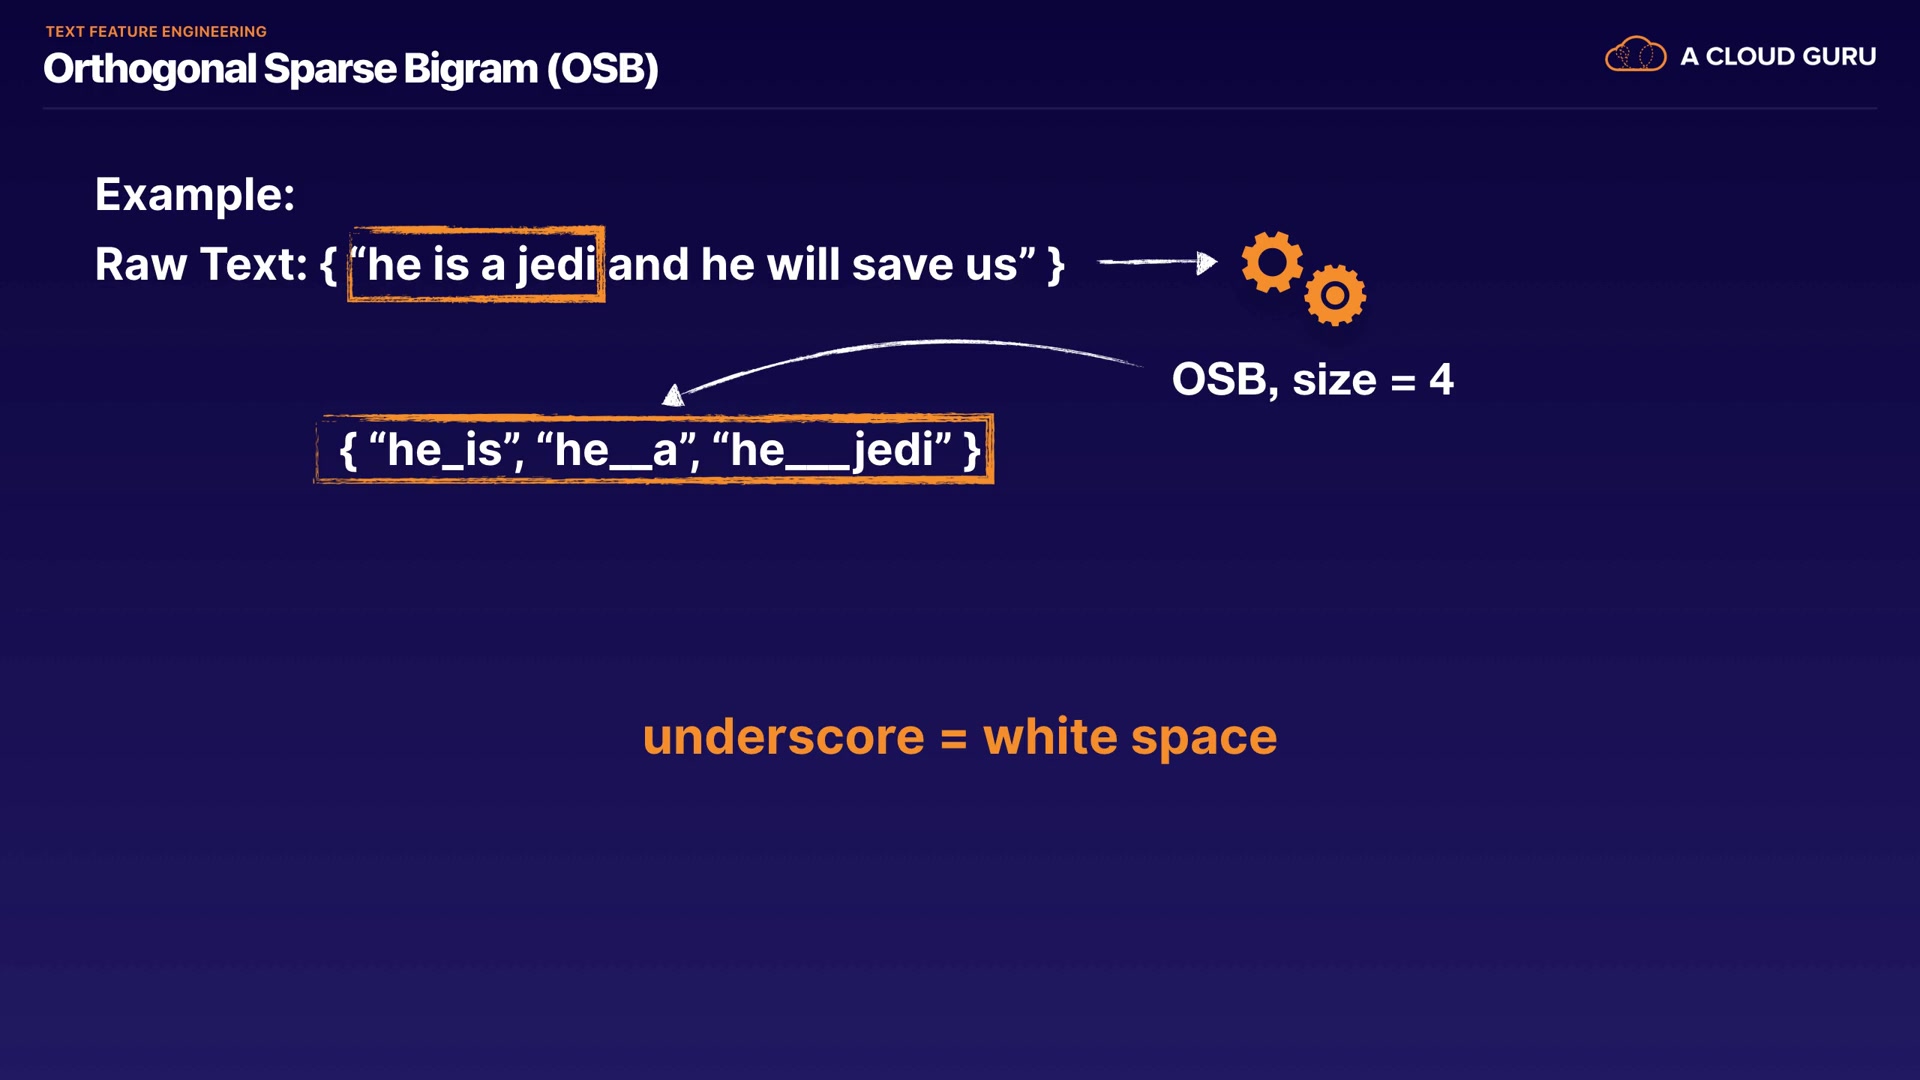 TEXT FEATURE ENGINEERING
Orthogonal Sparse Bigram (OSB)
A CLOUD GURU
Example:
Raw Text: { “he is a jedi and he will save us” }
OSB, size = 4
{ “he_is”, “he__a”, “he___jedi” }
underscore = white space